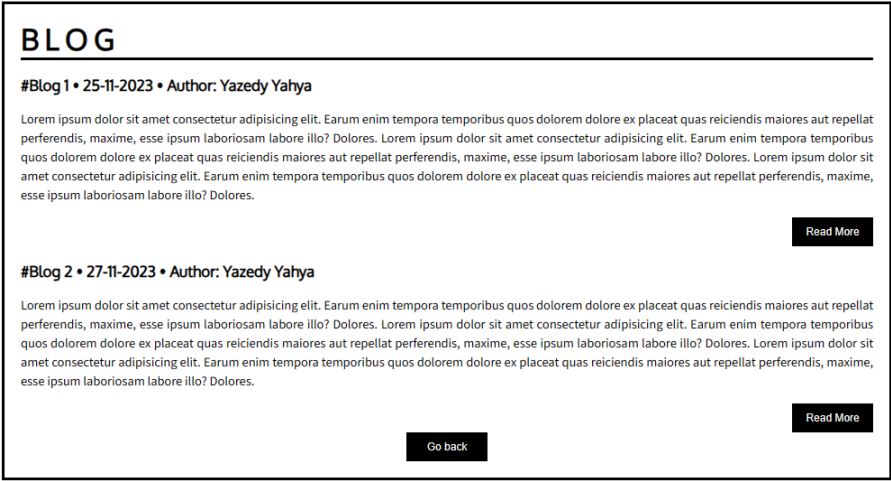 BLOG
#Blog 1 • 25-11-2023 • Author: Yazedy Yahya
Lorem ipsum dolor sit amet consectetur adipisicing elit. Earum enim tempora temporibus quos dolorem dolore ex placeat quas reiciendis maiores aut repellat
perferendis, maxime, esse ipsum laboriosam labore illo? Dolores. Lorem ipsum dolor sit amet consectetur adipisicing elit. Earum enim tempora temporibus
quos dolorem dolore ex placeat quas reiciendis maiores aut repellat perferendis, maxime, esse ipsum laboriosam labore illo? Dolores. Lorem ipsum dolor sit
amet consectetur adipisicing elit. Earum enim tempora temporibus quos dolorem dolore ex placeat quas reiciendis maiores aut repellat perferendis, maxime,
esse ipsum laboriosam labore illo? Dolores.
Read More
#Blog 2 • 27-11-2023 • Author: Yazedy Yahya
Lorem ipsum dolor sit amet consectetur adipisicing elit. Earum enim tempora temporibus quos dolorem dolore ex placeat quas reiciendis maiores aut repellat
perferendis, maxime, esse ipsum laboriosam labore illo? Dolores. Lorem ipsum dolor sit amet consectetur adipisicing elit. Earum enim tempora temporibus
quos dolorem dolore ex placeat quas reiciendis maiores aut repellat perferendis, maxime, esse ipsum laboriosam labore illo? Dolores. Lorem ipsum dolor sit
amet consectetur adipisicing elit. Earum enim tempora temporibus quos dolorem dolore ex placeat quas reiciendis maiores aut repellat perferendis, maxime,
esse ipsum laboriosam labore illo? Dolores.
Read More
Go back